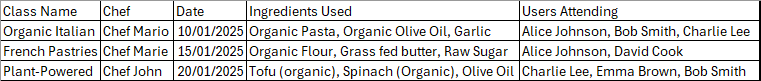 Class Name Chef Date Ingredients Used Users Attending
Organic Italian Chef Mario 10/01/2025 Organic Pasta, Organic Olive Oil, Garlic Alice Johnson, Bob Smith, Charlie Lee
French Pastries Chef Marie 15/01/2025 Organic Flour, Grass fed butter, Raw Sugar Alice Johnson, David Cook
Plant-Powered Chef John 20/01/2025 Tofu (organic), Spinach (Organic), Olive Oil Charlie Lee, Emma Brown, Bob Smith